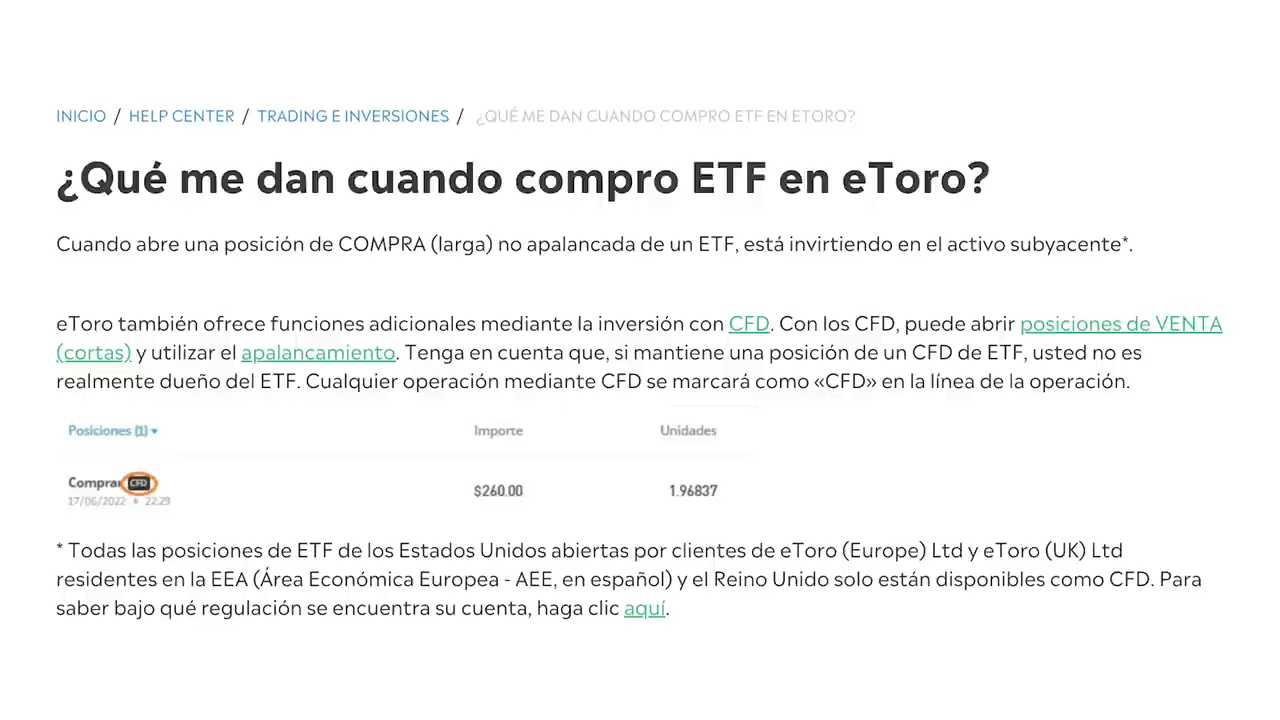 INICIO / HELP CENTER / TRADING E INVERSIONES / ¿QUÉ ME DAN CUANDO COMPRO ETF EN ETORO?
¿Qué me dan cuando compro ETF en eToro?
Cuando abre una posición de COMPRA (larga) no apalancada de un ETF, está invirtiendo en el activo subyacente*.
eToro también ofrece funciones adicionales mediante la inversión con CFD. Con los CFD, puede abrir posiciones de VENTA
(cortas) y utilizar el apalancamiento. Tenga en cuenta que, si mantiene una posición de un CFD de ETF, usted no es
realmente dueño del ETF. Cualquier operación mediante CFD se marcará como «CFD» en la línea de la operación.
Posiciones (1) Importe Unidades
Comprar CFD $260.00 1.96837
17/06/2022 • 22:29
* Todas las posiciones de ETF de los Estados Unidos abiertas por clientes de eToro (Europe) Ltd y eToro (UK) Ltd
residentes en la EEA (Área Económica Europea - AEE, en español) y el Reino Unido solo están disponibles como CFD. Para
saber bajo qué regulación se encuentra su cuenta, haga clic aquí.